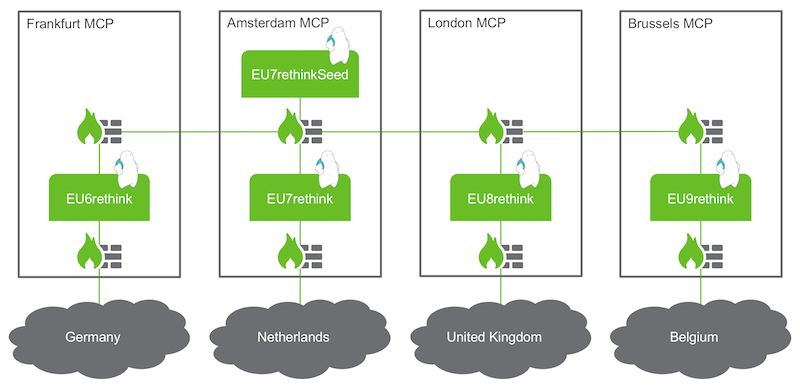 Frankfurt MCP
Amsterdam MCP
London MCP
Brussels MCP
EU7rethinkSeed
EU6rethink
EU7rethink
EU8rethink
EU9rethink
Germany
Netherlands
United Kingdom
Belgium